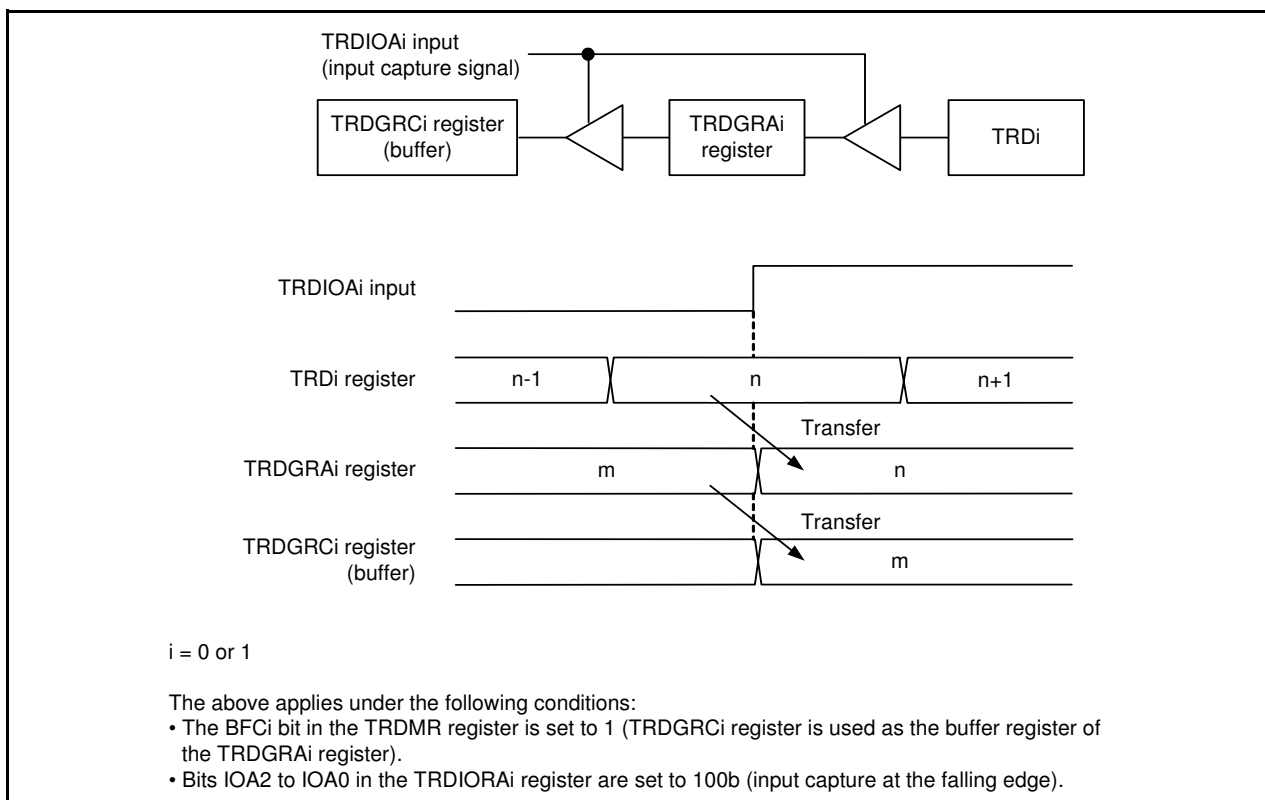 TRDIOAi input
(input capture signal)
TRDGRCi register
(buffer)
TRDGRAi
register
TRDi
TRDIOAi input
TRDi register
n-1
n
n+1
Transfer
TRDGRAi register
m
n
Transfer
TRDGRCi register
(buffer)
m
i = 0 or 1
The above applies under the following conditions:
• The BFCi bit in the TRDMR register is set to 1 (TRDGRCi register is used as the buffer register of
the TRDGRAi register).
• Bits IOA2 to IOA0 in the TRDIORAi register are set to 100b (input capture at the falling edge).